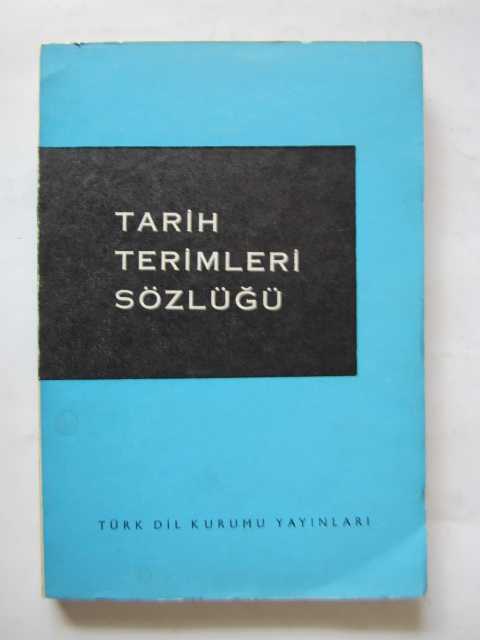 TARİH
TERİMLERİ
SÖZLÜĞÜ
TÜRK DİL KURUMU YAYINLARI